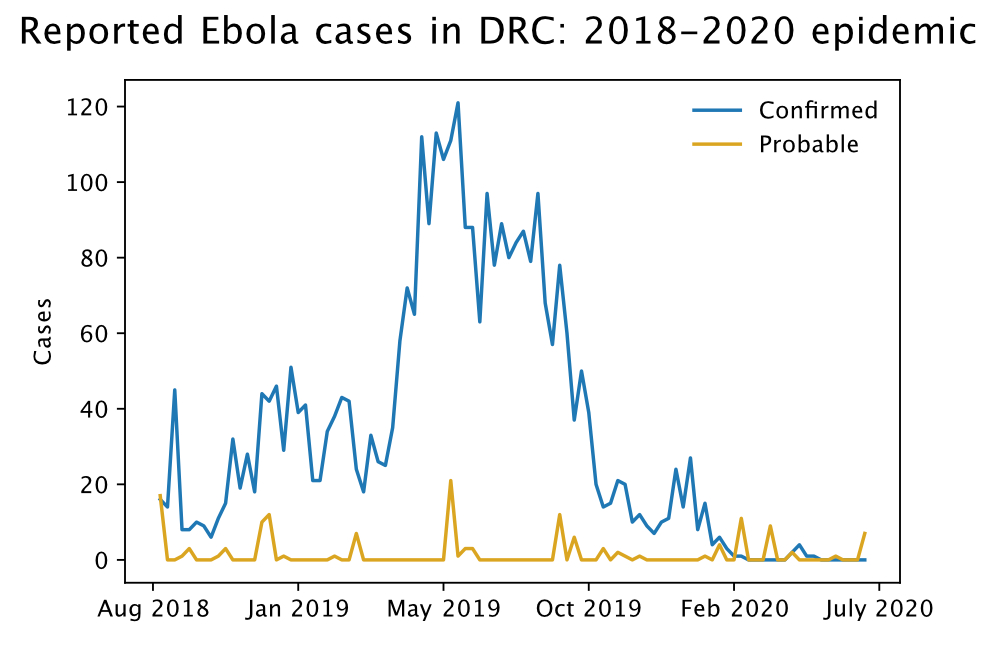 Reported Ebola cases in DRC: 2018–2020 epidemic
120
100
80
60
40
20
0
Cases
Confirmed
Probable
Aug 2018 Jan 2019 May 2019 Oct 2019 Feb 2020 July 2020